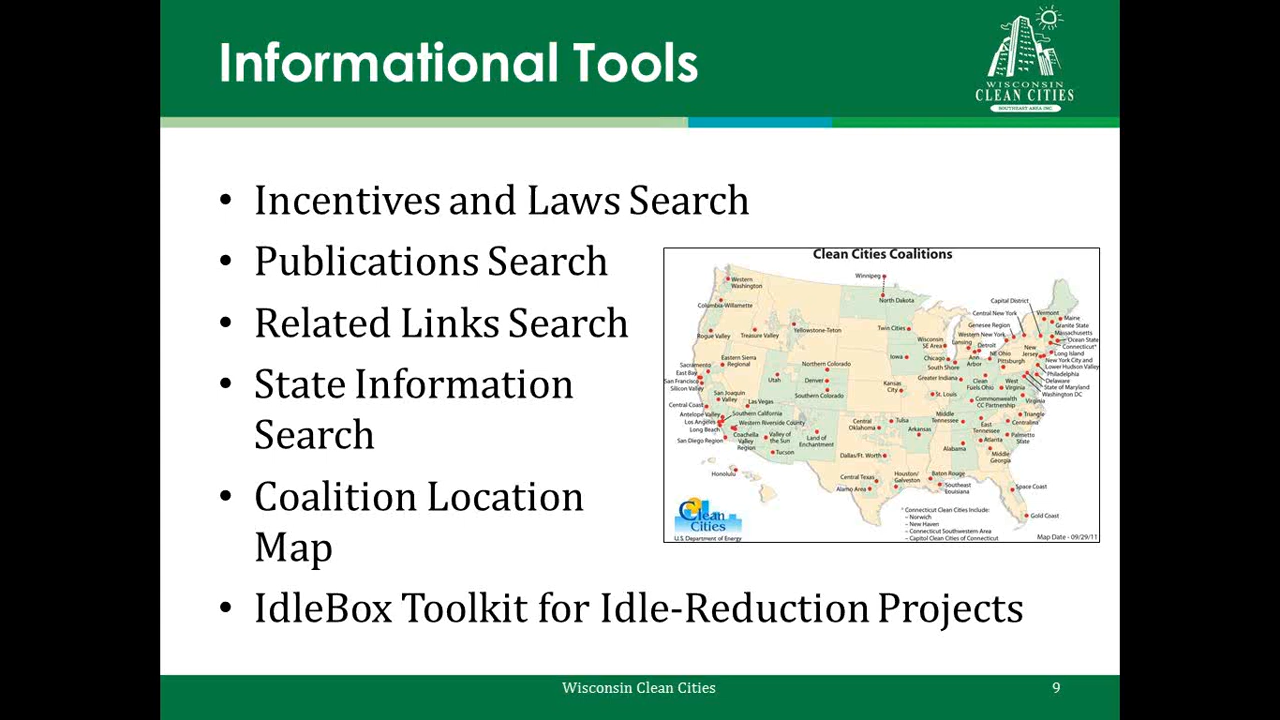 Informational Tools
WISCONSIN
CLEAN CITIES
SOUTHEAST AREA INC
• Incentives and Laws Search
• Publications Search
• Related Links Search
• State Information
Search
• Coalition Location
Map
• IdleBox Toolkit for Idle-Reduction Projects
Clean Cities Coalitions
Winnipeg
Western
Washington
North Dakota
Capital District
Columbia-Willamette
Central New York
Vermont
Maine
Granite State
Massachusetts
Ocean State
Connecticut*
Genesee Region
Western New York
Yellowstone-Teton
Twin Cities
Rogue Valley
Treasure Valley
Wisconsin
SE Area
Lansing
Detroit
Ann
Arbor
NE Ohio
Pittsburgh
New
Jersey
Long Island
New York City and
Lower Hudson Valley
Philadelphia
Delaware
State of Maryland
Washington DC
Iowa
Chicago
South Shore
Eastern Sierra
Regional
Sacramento
East Bay
San Francisco
Silicon Valley
Northern Colorado
Utah
Denver
Southern Colorado
Kansas
City
Greater Indiana
Clean
Fuels Ohio
West
Virginia
Virginia
St. Louis
Commonwealth
CC Partnership
San Joaquin
Valley
Las Vegas
Central Coast
Southern California
Antelope Valley
Los Angeles
Long Beach
Western Riverside County
Coachella
Valley
Region
San Diego Region
Valley of
the Sun
Tucson
Land of
Enchantment
Central
Oklahoma
Tulsa
Arkansas
Middle
Tennessee
East
Tennessee
Triangle
Centralina
Palmetto
State
Atlanta
Alabama
Middle
Georgia
Dallas/Ft. Worth
Honolulu
Central Texas
Alamo Area
Houston/
Galveston
Baton Rouge
Southeast
Louisiana
Space Coast
Gold Coast
Clean
Cities
U.S. Department of Energy
* Connecticut Clean Cities Include:
– Norwich
– New Haven
– Connecticut Southwestern Area
– Capitol Clean Cities of Connecticut
Map Date - 09/29/11
Wisconsin Clean Cities
9